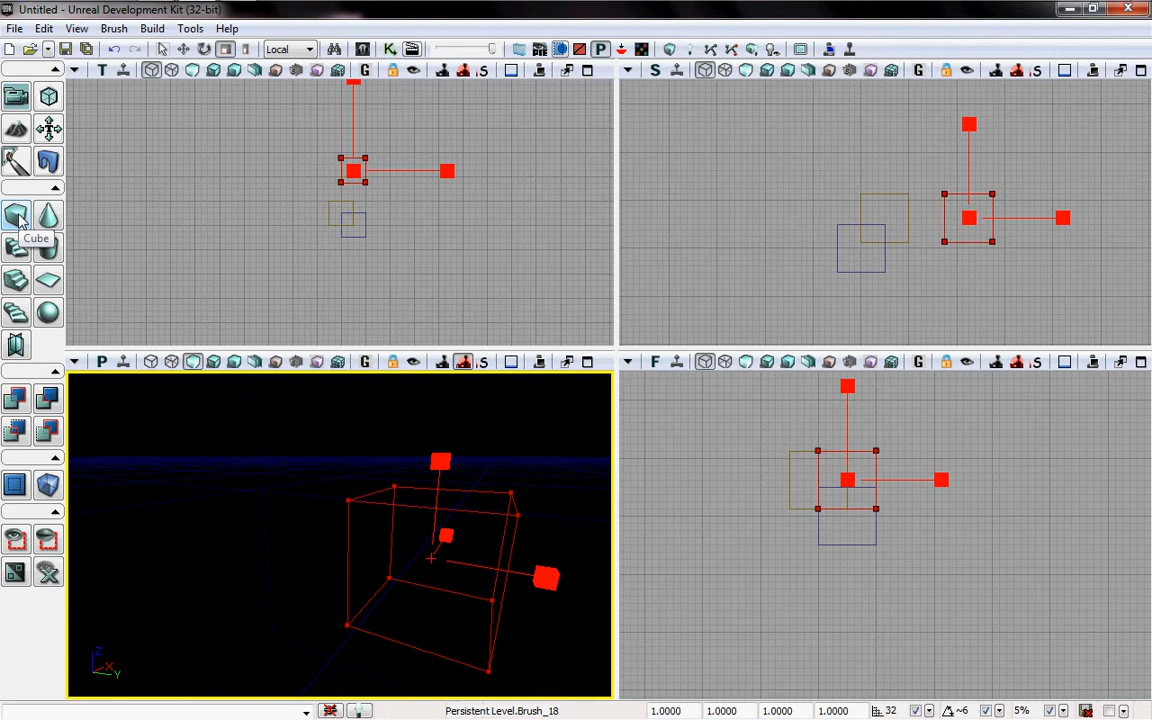 Untitled - Unreal Development Kit (32-bit)
File Edit View Brush Build Tools Help
Local
T G S
S G S
Cube
P G S
F G S
Z X Y
Persistent Level.Brush_18 1.0000 1.0000 1.0000 1.0000 32 ~6 5%